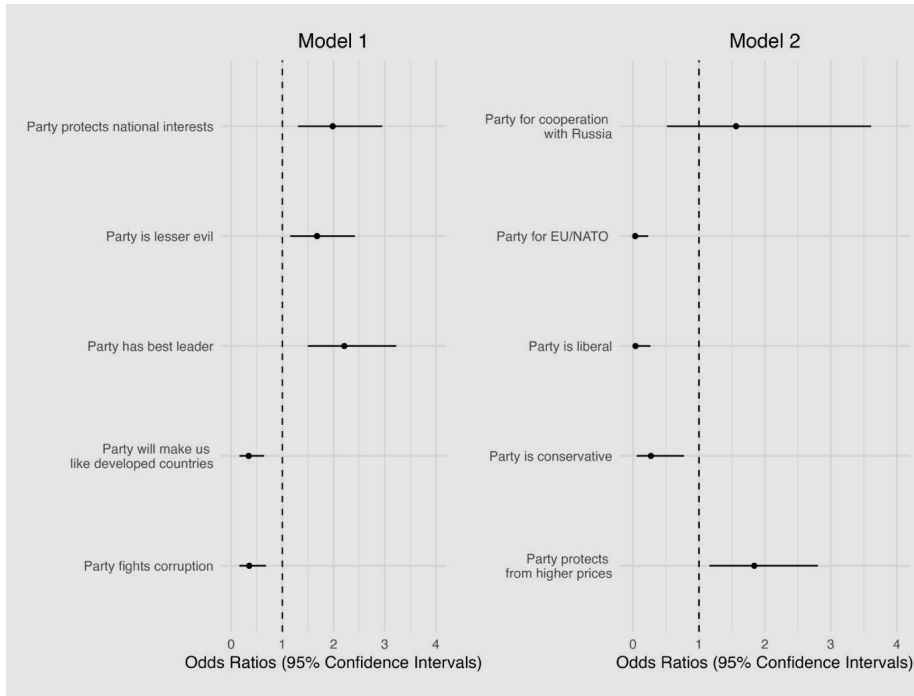 Model 1
Party protects national interests
Party is lesser evil
Party has best leader
Party will make us
like developed countries
Party fights corruption
0 1 2 3 4
Odds Ratios (95% Confidence Intervals)
Model 2
Party for cooperation
with Russia
Party for EU/NATO
Party is liberal
Party is conservative
Party protects
from higher prices
0 1 2 3 4
Odds Ratios (95% Confidence Intervals)